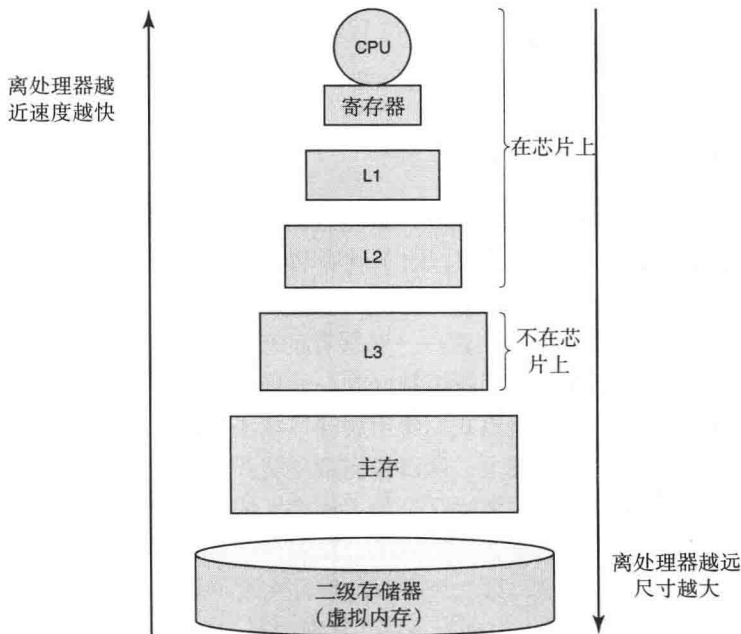 CPU
离处理器越
近速度越快
寄存器
在芯片上
L1
L2
L3
不在芯
片上
主存
离处理器越远
尺寸越大
二级存储器
（虚拟内存）